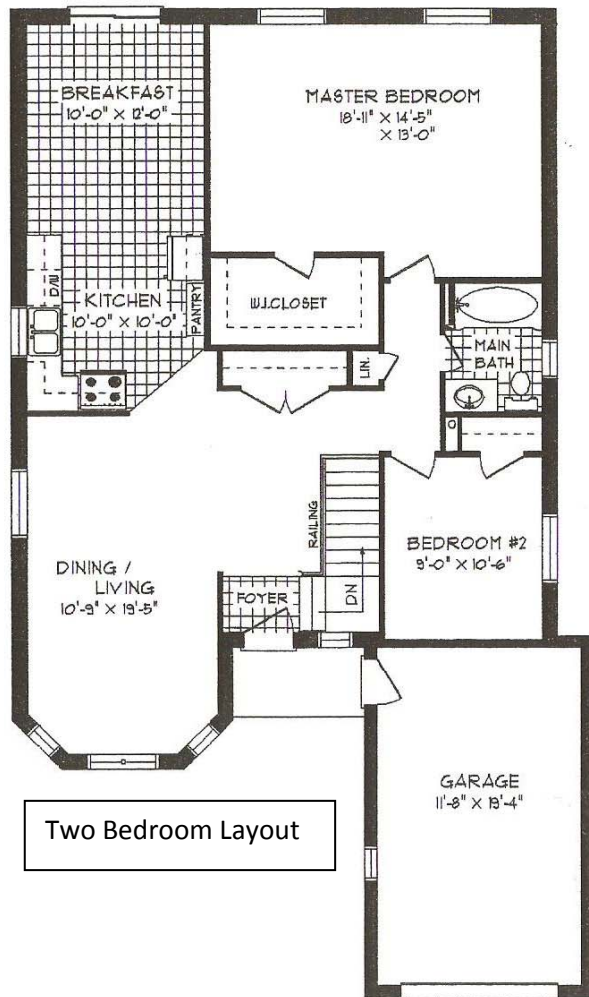 BREAKFAST
10'-0" X 12'-0"
MASTER BEDROOM
18'-11" X 14'-5"
X 13'-0"
D/W
KITCHEN
10'-0" X 10'-0"
PANTRY
W.I.CLOSET
LIN.
MAIN
BATH
RAILING
BEDROOM #2
9'-0" X 10'-6"
DINING /
LIVING
10'-9" X 19'-5"
FOYER
DN
GARAGE
11'-8" X 19'-4"
Two Bedroom Layout